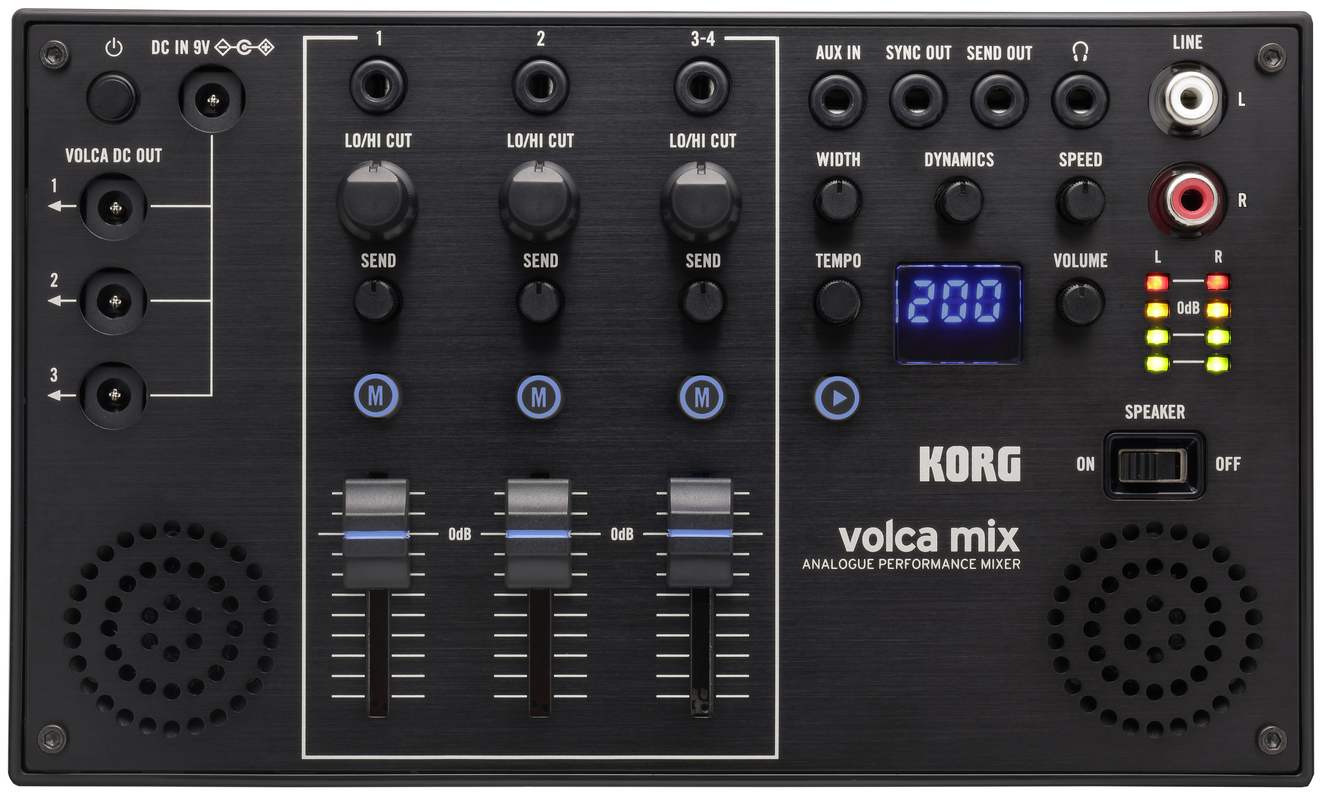 DC IN 9V
1
2
3-4
AUX IN
SYNC OUT
SEND OUT
LINE
L
VOLCA DC OUT
LO/HI CUT
LO/HI CUT
LO/HI CUT
WIDTH
DYNAMICS
SPEED
1
R
SEND
SEND
SEND
TEMPO
VOLUME
L
R
2
200
0dB
3
M
M
M
SPEAKER
ON
OFF
KORG
0dB
0dB
volca mix
ANALOGUE PERFORMANCE MIXER